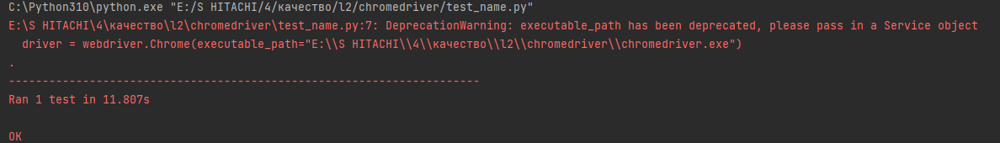 C:\Python310\python.exe "E:/S HITACHI/4/качество/l2/chromedriver/test_name.py"
E:\S HITACHI\4\качество\l2\chromedriver\test_name.py:7: DeprecationWarning: executable_path has been deprecated, please pass in a Service object
driver = webdriver.Chrome(executable_path="E:\\S HITACHI\\4\\качество\\l2\\chromedriver\\chromedriver.exe")
.
----------------------------------------------------------------------
Ran 1 test in 11.807s
OK